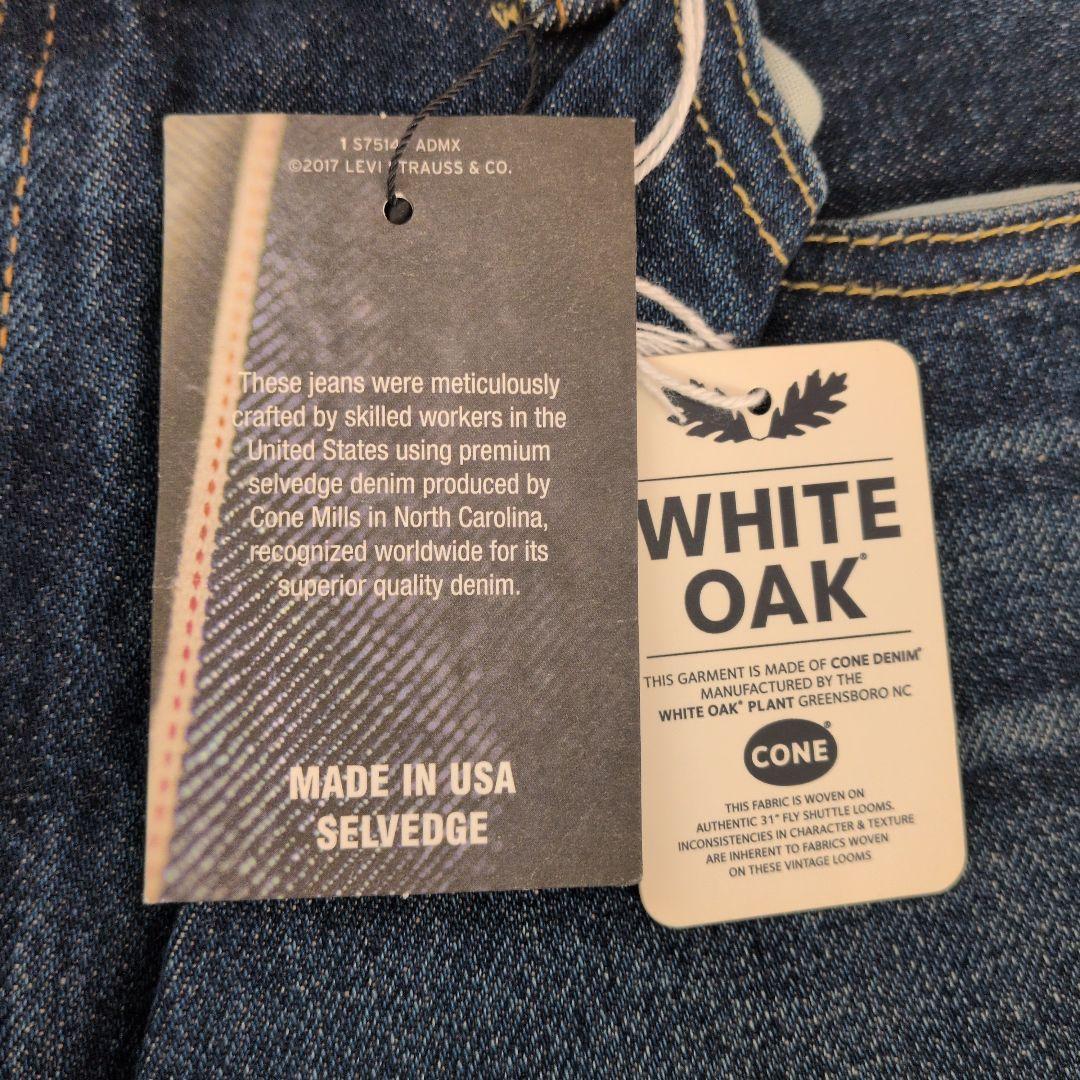 1 S7514 ADMX
©2017 LEVI STRAUSS & CO.
These jeans were meticulously
crafted by skilled workers in the
United States using premium
selvedge denim produced by
Cone Mills in North Carolina,
recognized worldwide for its
superior quality denim.
MADE IN USA
SELVEDGE
WHITE
OAK®
THIS GARMENT IS MADE OF CONE DENIM®
MANUFACTURED BY THE
WHITE OAK® PLANT GREENSBORO NC
CONE®
THIS FABRIC IS WOVEN ON
AUTHENTIC 31" FLY SHUTTLE LOOMS.
INCONSISTENCIES IN CHARACTER & TEXTURE
ARE INHERENT TO FABRICS WOVEN
ON THESE VINTAGE LOOMS